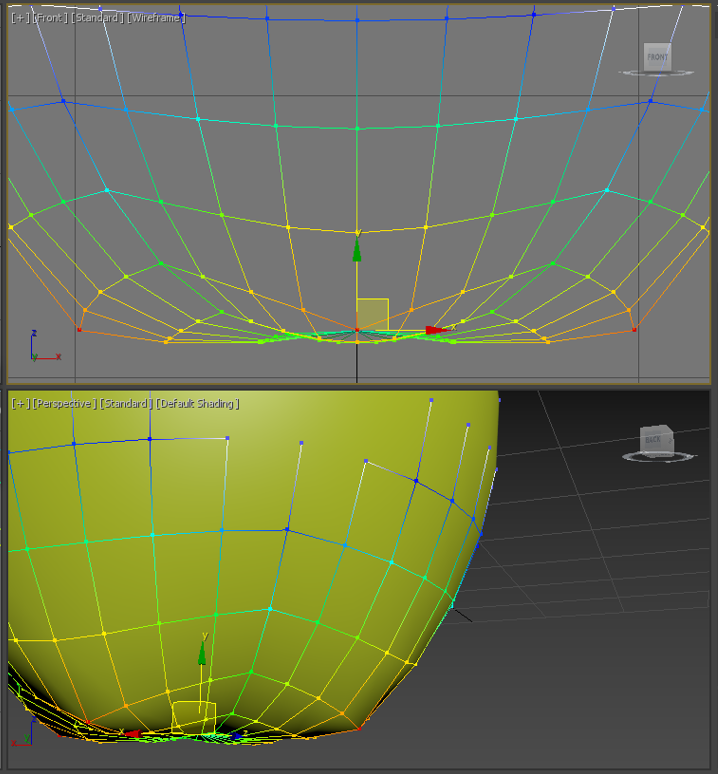 [+] [Front] [Standard] [Wireframe]
FRONT
y
x
z
y
x
[+] [Perspective] [Standard] [Default Shading]
BACK
y
x
z